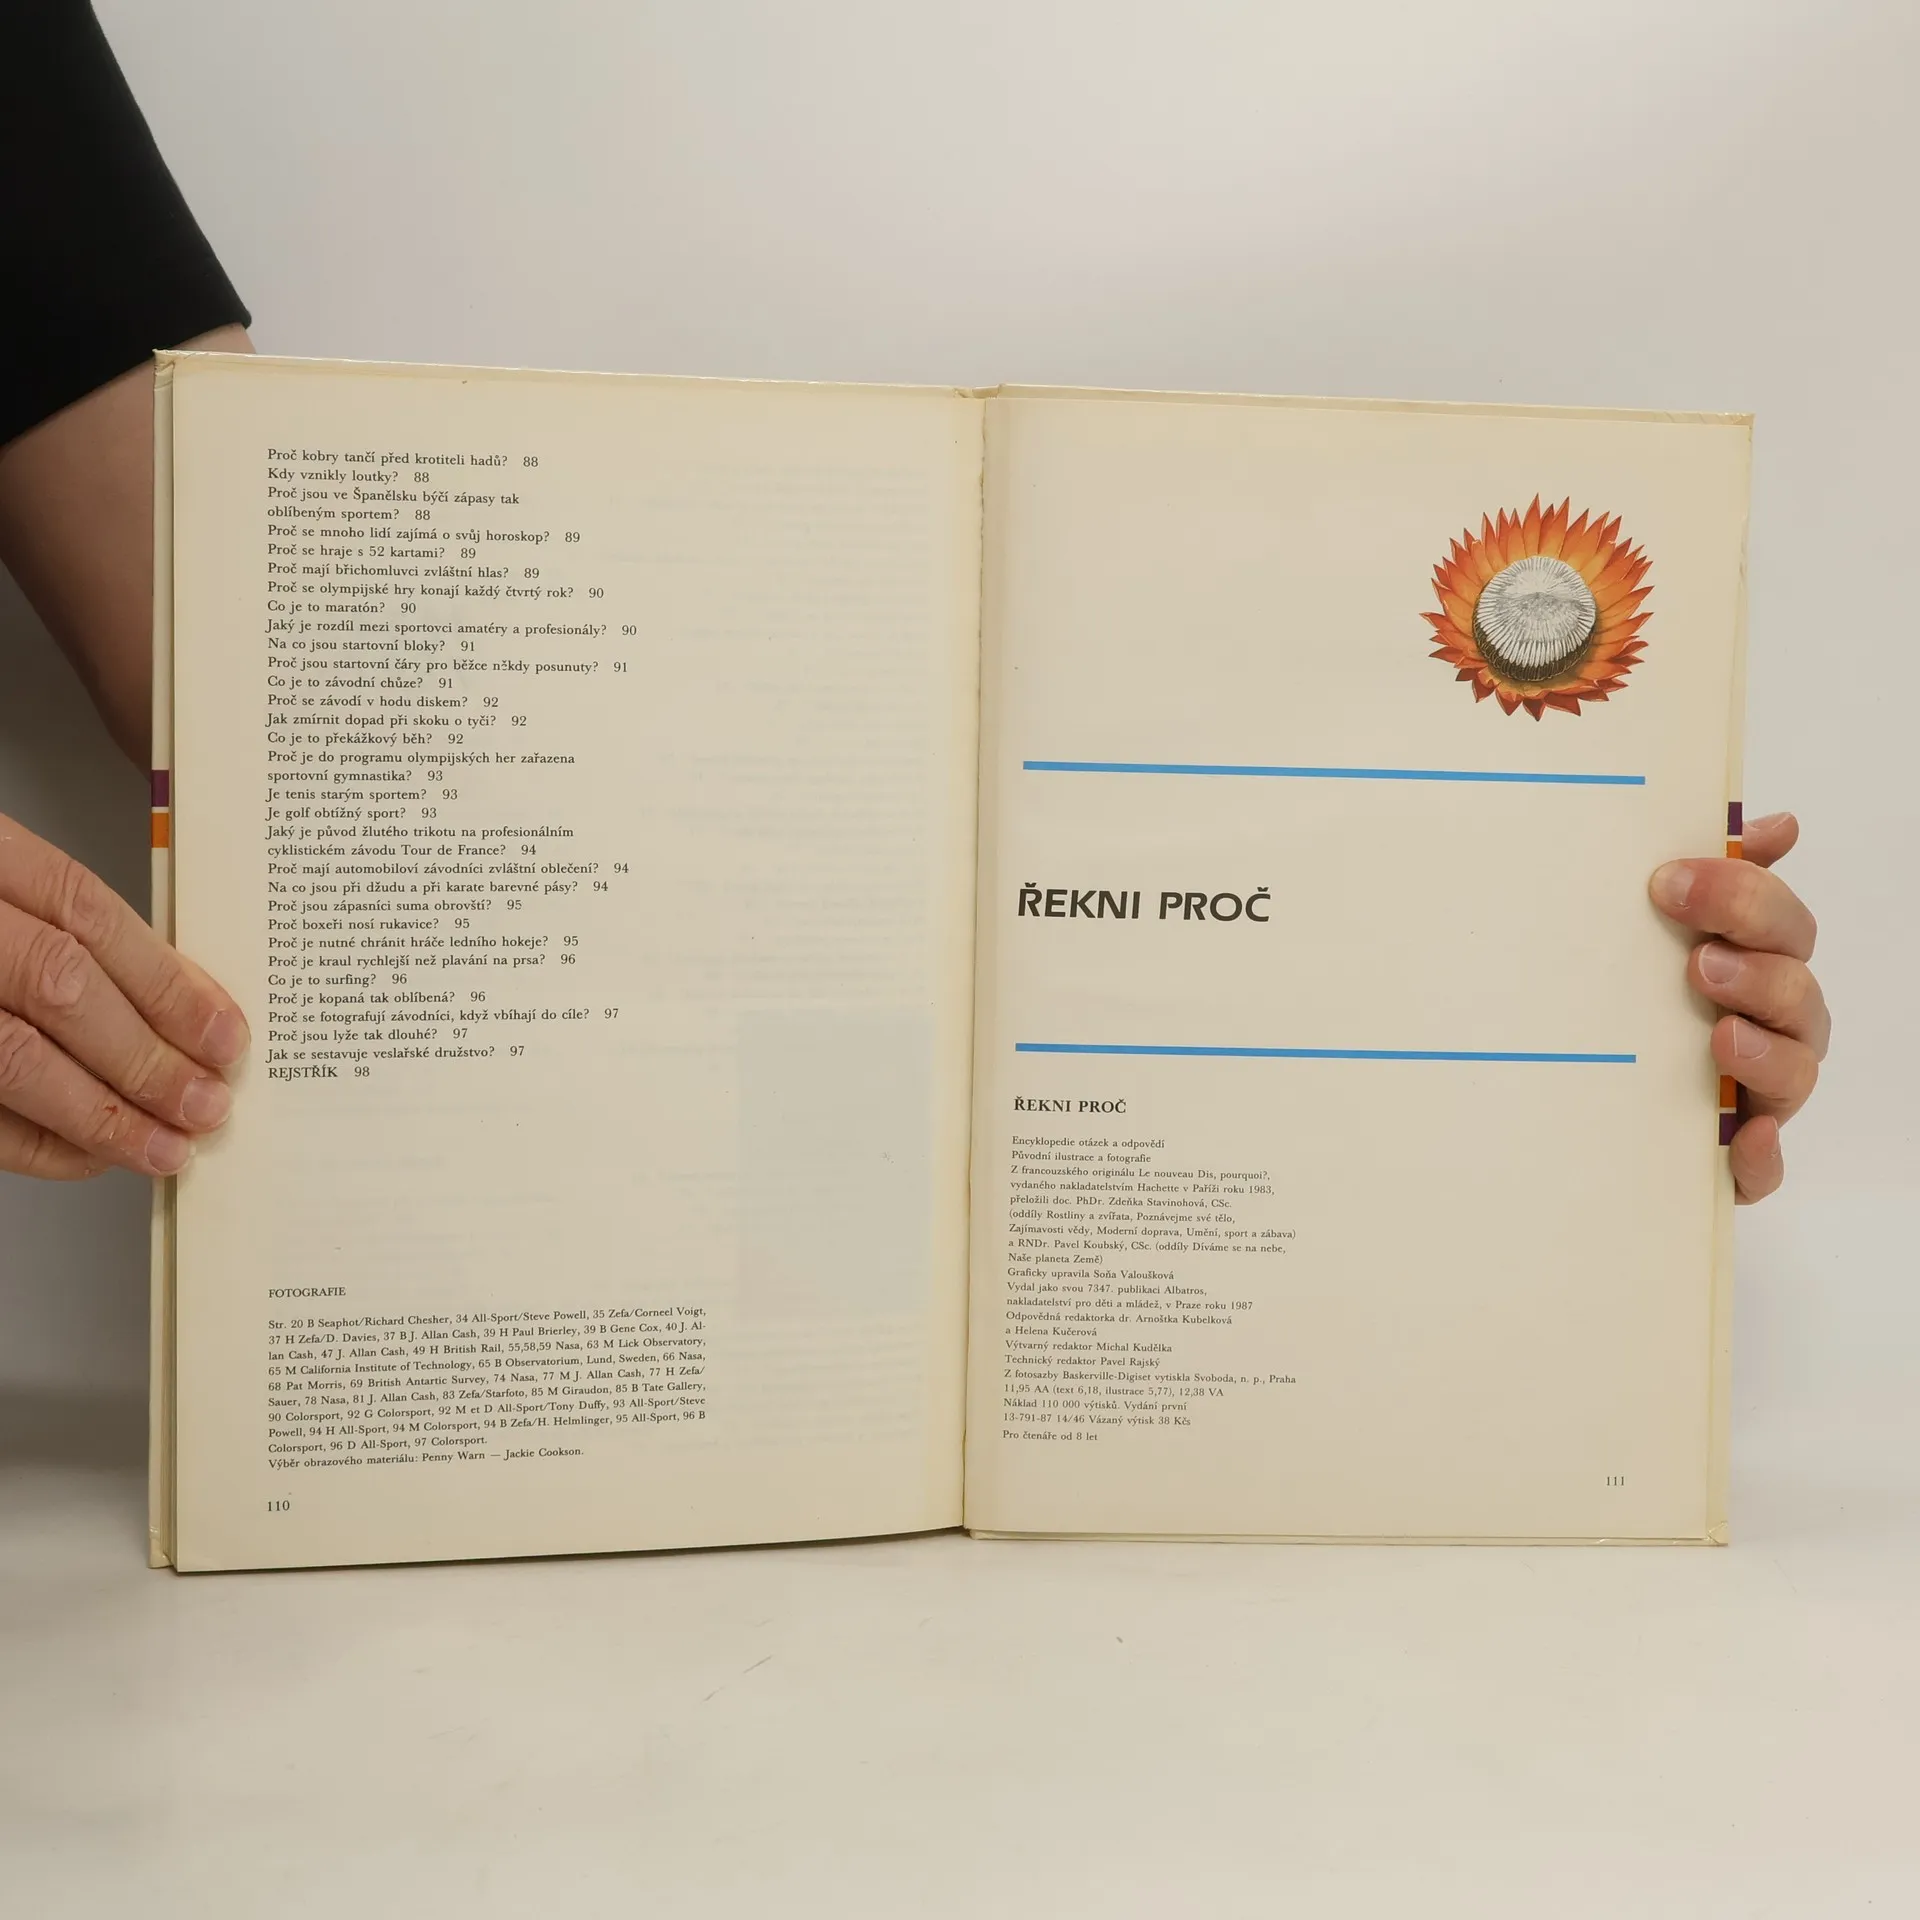 Proč kobry tančí před krotiteli hadů? 88
Kdy vznikly loutky? 88
Proč jsou ve Španělsku býčí zápasy tak
oblíbeným sportem? 88
Proč se mnoho lidí zajímá o svůj horoskop? 89
Proč se hraje s 52 kartami? 89
Proč mají břichomluvci zvláštní hlas? 89
Proč se olympijské hry konají každý čtvrtý rok? 90
Co je to maratón? 90
Jaký je rozdíl mezi sportovci amatéry a profesionály? 90
Na co jsou startovní bloky? 91
Proč jsou startovní čáry pro běžce někdy posunuty? 91
Co je to závodní chůze? 91
Proč se závodí v hodu diskem? 92
Jak zmírnit dopad při skoku o tyči? 92
Co je to překážkový běh? 92
Proč je do programu olympijských her zařazena
sportovní gymnastika? 93
Je tenis starým sportem? 93
Je golf obtížný sport? 93
Jaký je původ žlutého trikotu na profesionálním
cyklistickém závodu Tour de France? 94
Proč mají automobiloví závodníci zvláštní oblečení? 94
Na co jsou při džudu a při karate barevné pásy? 94
Proč jsou zápasníci suma obrovští? 95
Proč boxeři nosí rukavice? 95
Proč je nutné chránit hráče ledního hokeje? 95
Proč je kraul rychlejší než plavání na prsa? 96
Co je to surfing? 96
Proč je kopaná tak oblíbená? 96
Proč se fotografují závodníci, když vbíhají do cíle? 97
Proč jsou lyže tak dlouhé? 97
Jak se sestavuje veslařské družstvo? 97
REJSTŘÍK 98
FOTOGRAFIE
Str. 20 B Seaphot/Richard Chesher, 34 All-Sport/Steve Powell, 35 Zefa/Corneel Voigt,
37 H Zefa/D. Davies, 37 B J. Allan Cash, 39 H Paul Brierley, 39 B Gene Cox, 40 J. Al-
lan Cash, 47 J. Allan Cash, 49 H British Rail, 55,58,59 Nasa, 63 M Lick Observatory,
65 M California Institute of Technology, 65 B Observatorium, Lund, Sweden, 66 Nasa,
68 Pat Morris, 69 British Antartic Survey, 74 Nasa, 77 M J. Allan Cash, 77 H Zefa/
Sauer, 78 Nasa, 81 J. Allan Cash, 83 Zefa/Starfoto, 85 M Giraudon, 85 B Tate Gallery,
90 Colorsport, 92 G Colorsport, 92 M et D All-Sport/Tony Duffy, 93 All-Sport/Steve
Powell, 94 H All-Sport, 94 M Colorsport, 94 B Zefa/H. Helmlinger, 95 All-Sport, 96 B
Colorsport, 96 D All-Sport, 97 Colorsport.
Výběr obrazového materiálu: Penny Warn — Jackie Cookson.
110
ŘEKNI PROČ
ŘEKNI PROČ
Encyklopedie otázek a odpovědí
Původní ilustrace a fotografie
Z francouzského originálu Le nouveau Dis, pourquoi?,
vydaného nakladatelstvím Hachette v Paříži roku 1983,
přeložili doc. PhDr. Zdeňka Stavinohová, CSc.
(oddíly Rostliny a zvířata, Poznávejme své tělo,
Zajímavosti vědy, Moderní doprava, Umění, sport a zábava)
a RNDr. Pavel Koubský, CSc. (oddíly Díváme se na nebe,
Naše planeta Země)
Graficky upravila Soňa Valoušková
Vydal jako svou 7347. publikaci Albatros,
nakladatelství pro děti a mládež, v Praze roku 1987
Odpovědná redaktorka dr. Arnoštka Kubelková
a Helena Kučerová
Výtvarný redaktor Michal Kudělka
Technický redaktor Pavel Rajský
Z fotosazby Baskerville-Digiset vytiskla Svoboda, n. p., Praha
11,95 AA (text 6,18, ilustrace 5,77), 12,38 VA
Náklad 110 000 výtisků. Vydání první
13-791-87 14/46 Vázaný výtisk 38 Kčs
Pro čtenáře od 8 let
111